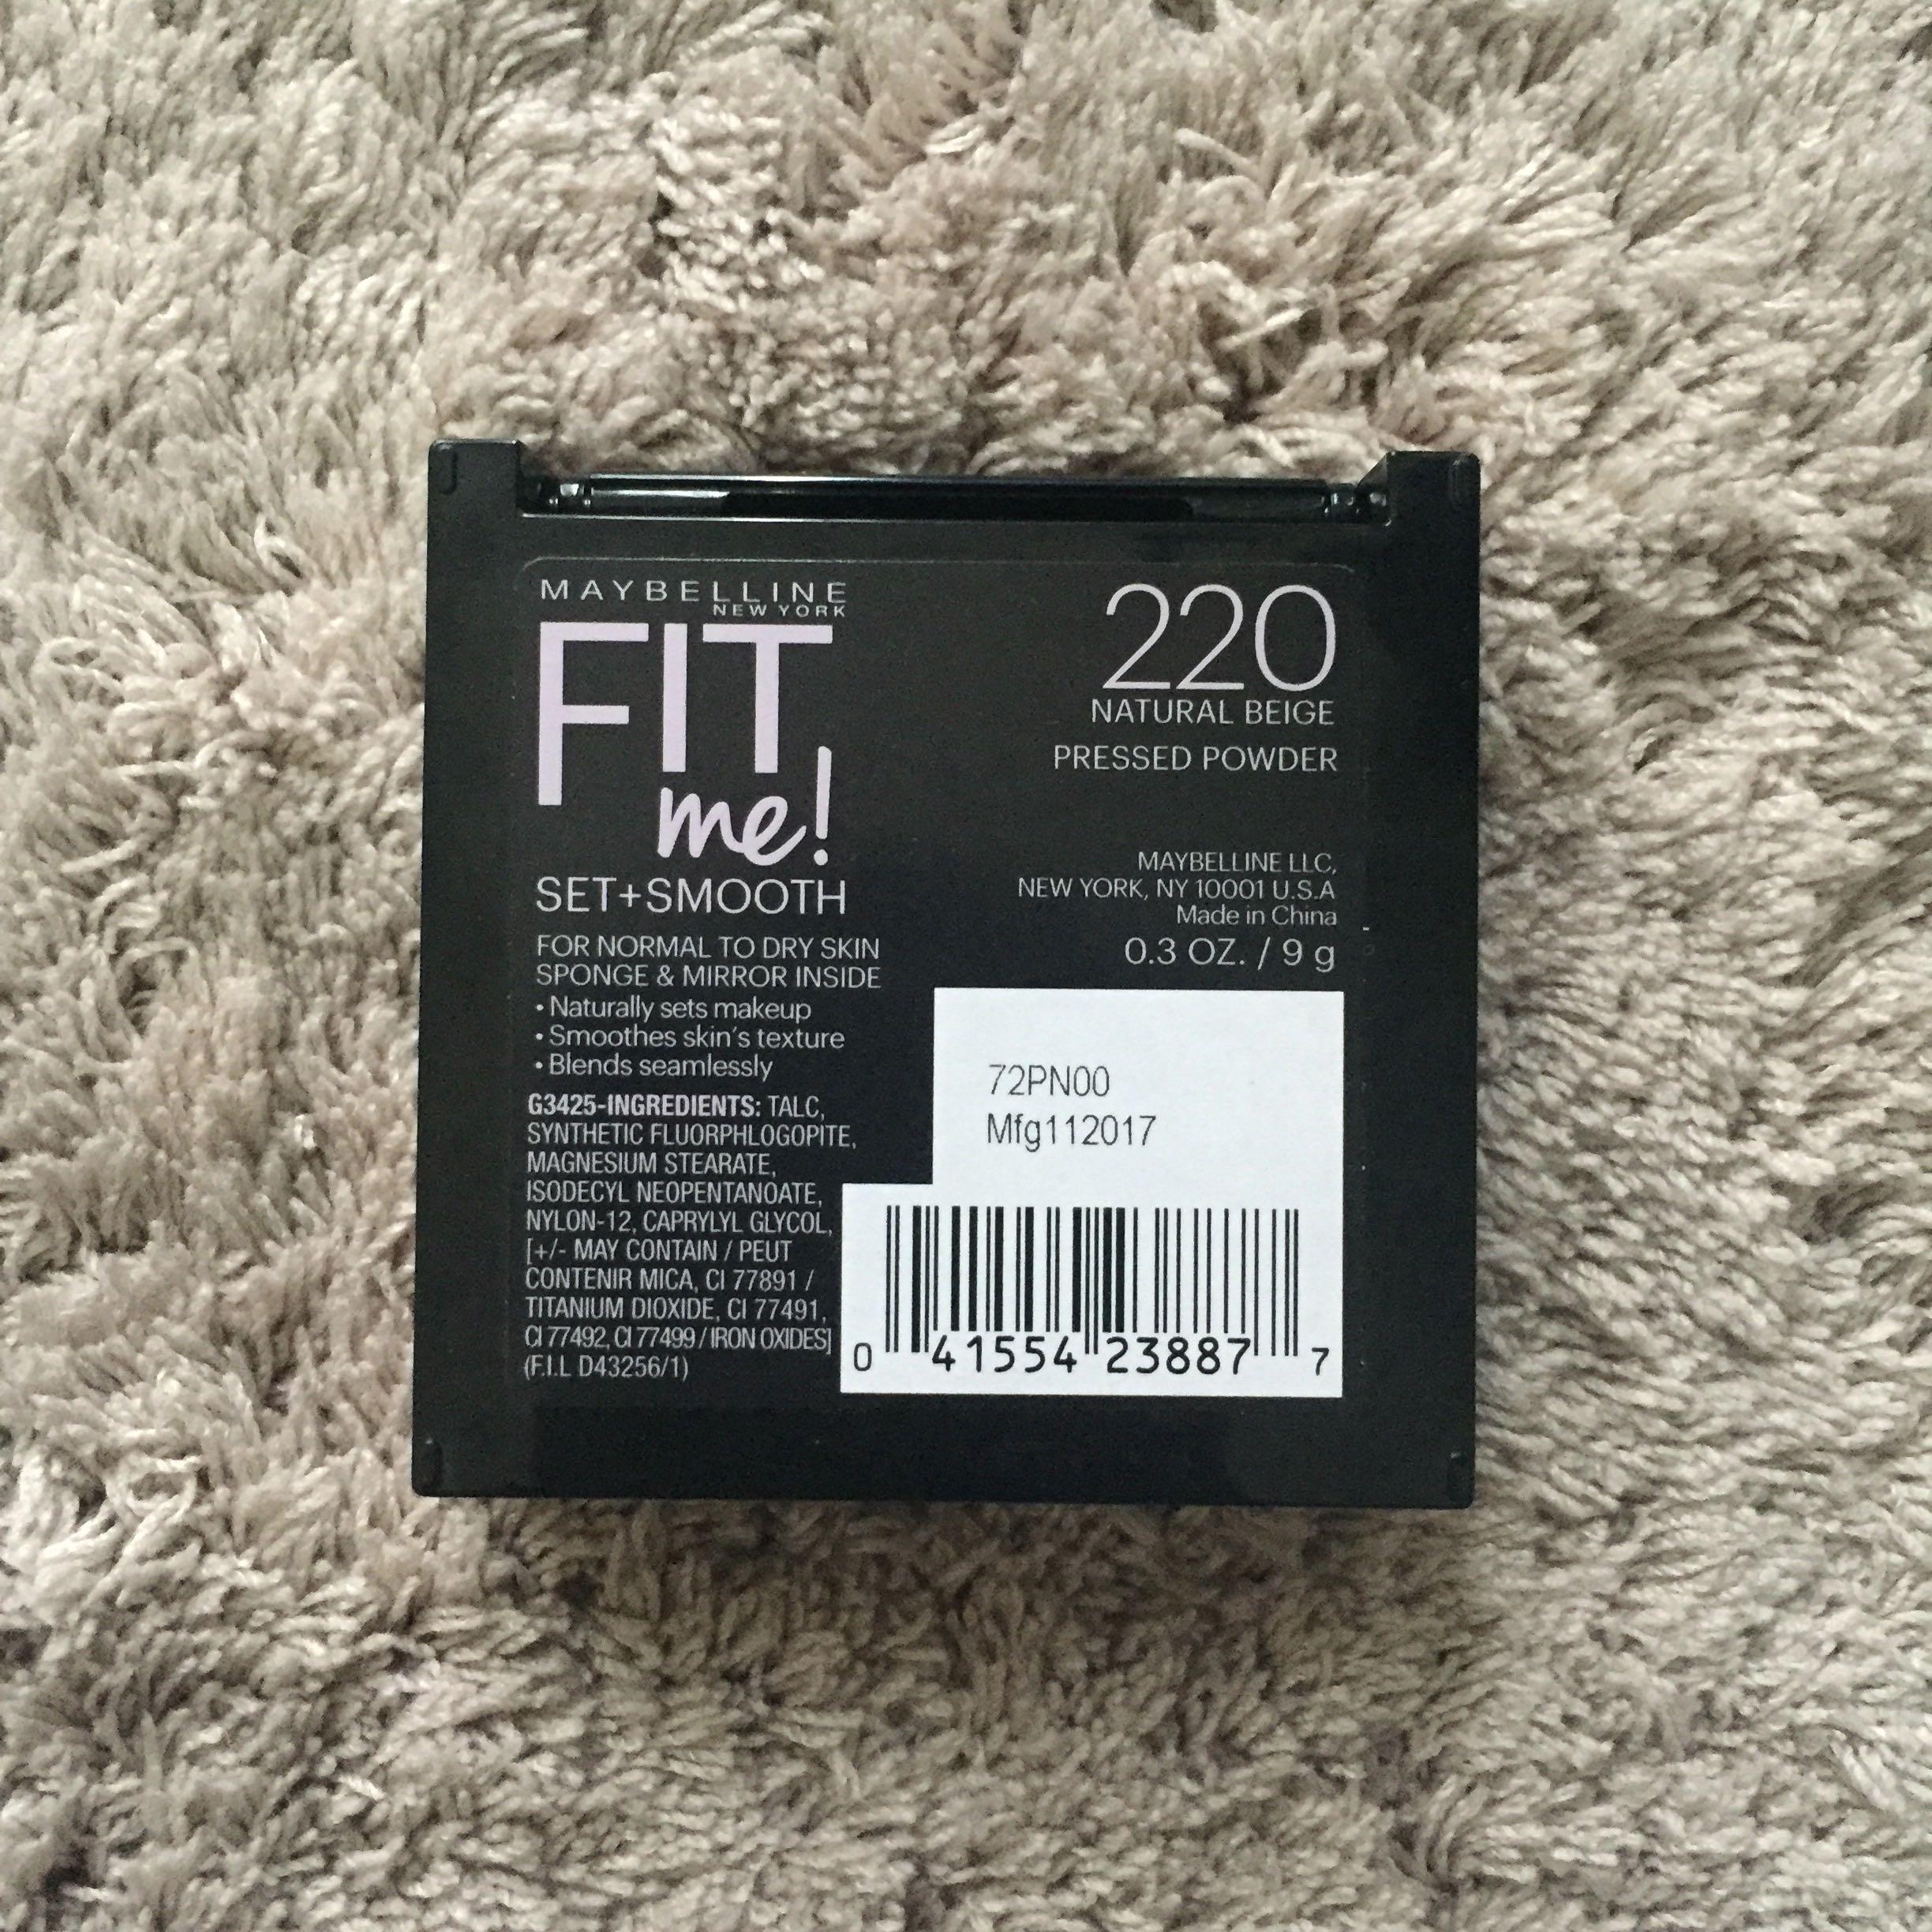 MAYBELLINE
NEW YORK
FIT
me!
SET+SMOOTH
FOR NORMAL TO DRY SKIN
SPONGE & MIRROR INSIDE
• Naturally sets makeup
• Smoothes skin's texture
• Blends seamlessly
G3425-INGREDIENTS: TALC,
SYNTHETIC FLUORPHLOGOPITE,
MAGNESIUM STEARATE,
ISODECYL NEOPENTANOATE,
NYLON-12, CAPRYLYL GLYCOL,
[+/- MAY CONTAIN / PEUT
CONTENIR MICA, CI 77891 /
TITANIUM DIOXIDE, CI 77491,
CI 77492, CI 77499 / IRON OXIDES]
(F.I.L D43256/1)
220
NATURAL BEIGE
PRESSED POWDER
MAYBELLINE LLC,
NEW YORK, NY 10001 U.S.A
Made in China
0.3 OZ. / 9 g
72PN00
Mfg112017
0 41554 23887 7